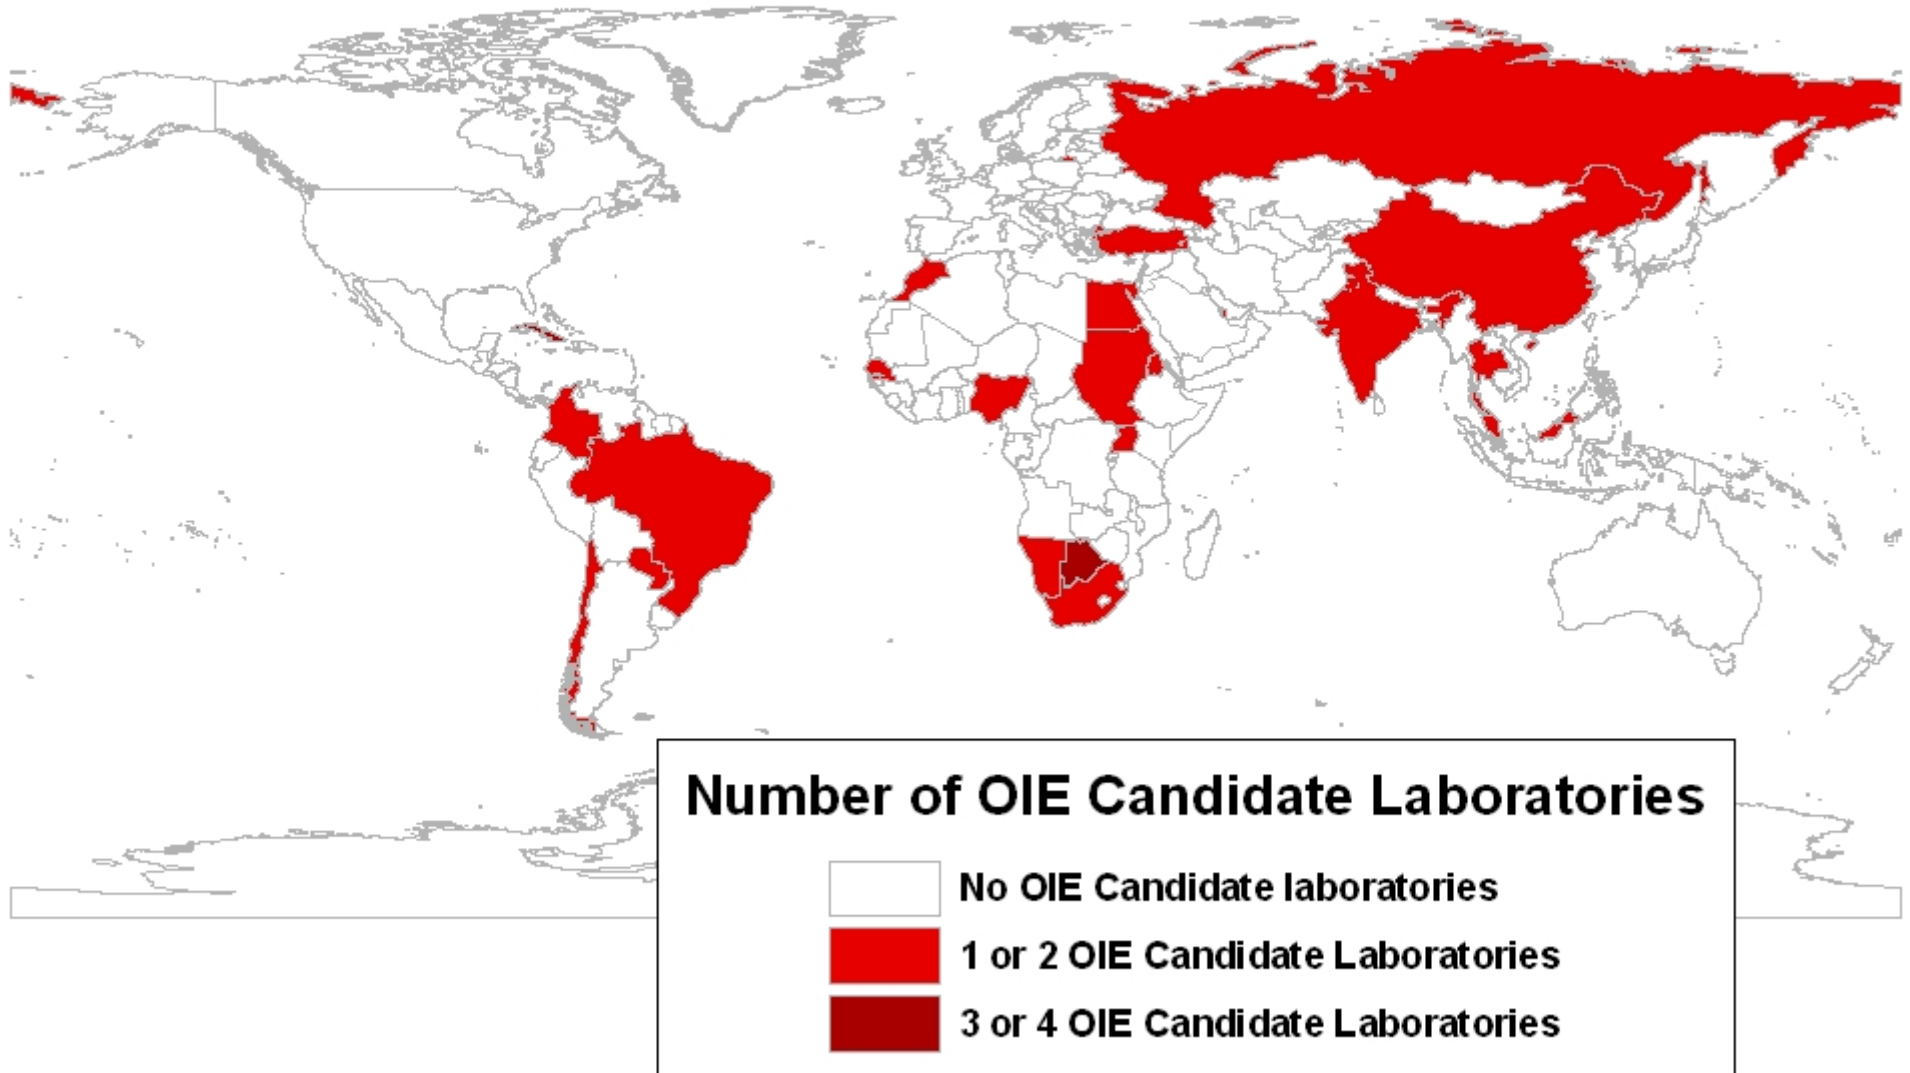 Number of OIE Candidate Laboratories
No OIE Candidate laboratories
1 or 2 OIE Candidate Laboratories
3 or 4 OIE Candidate Laboratories